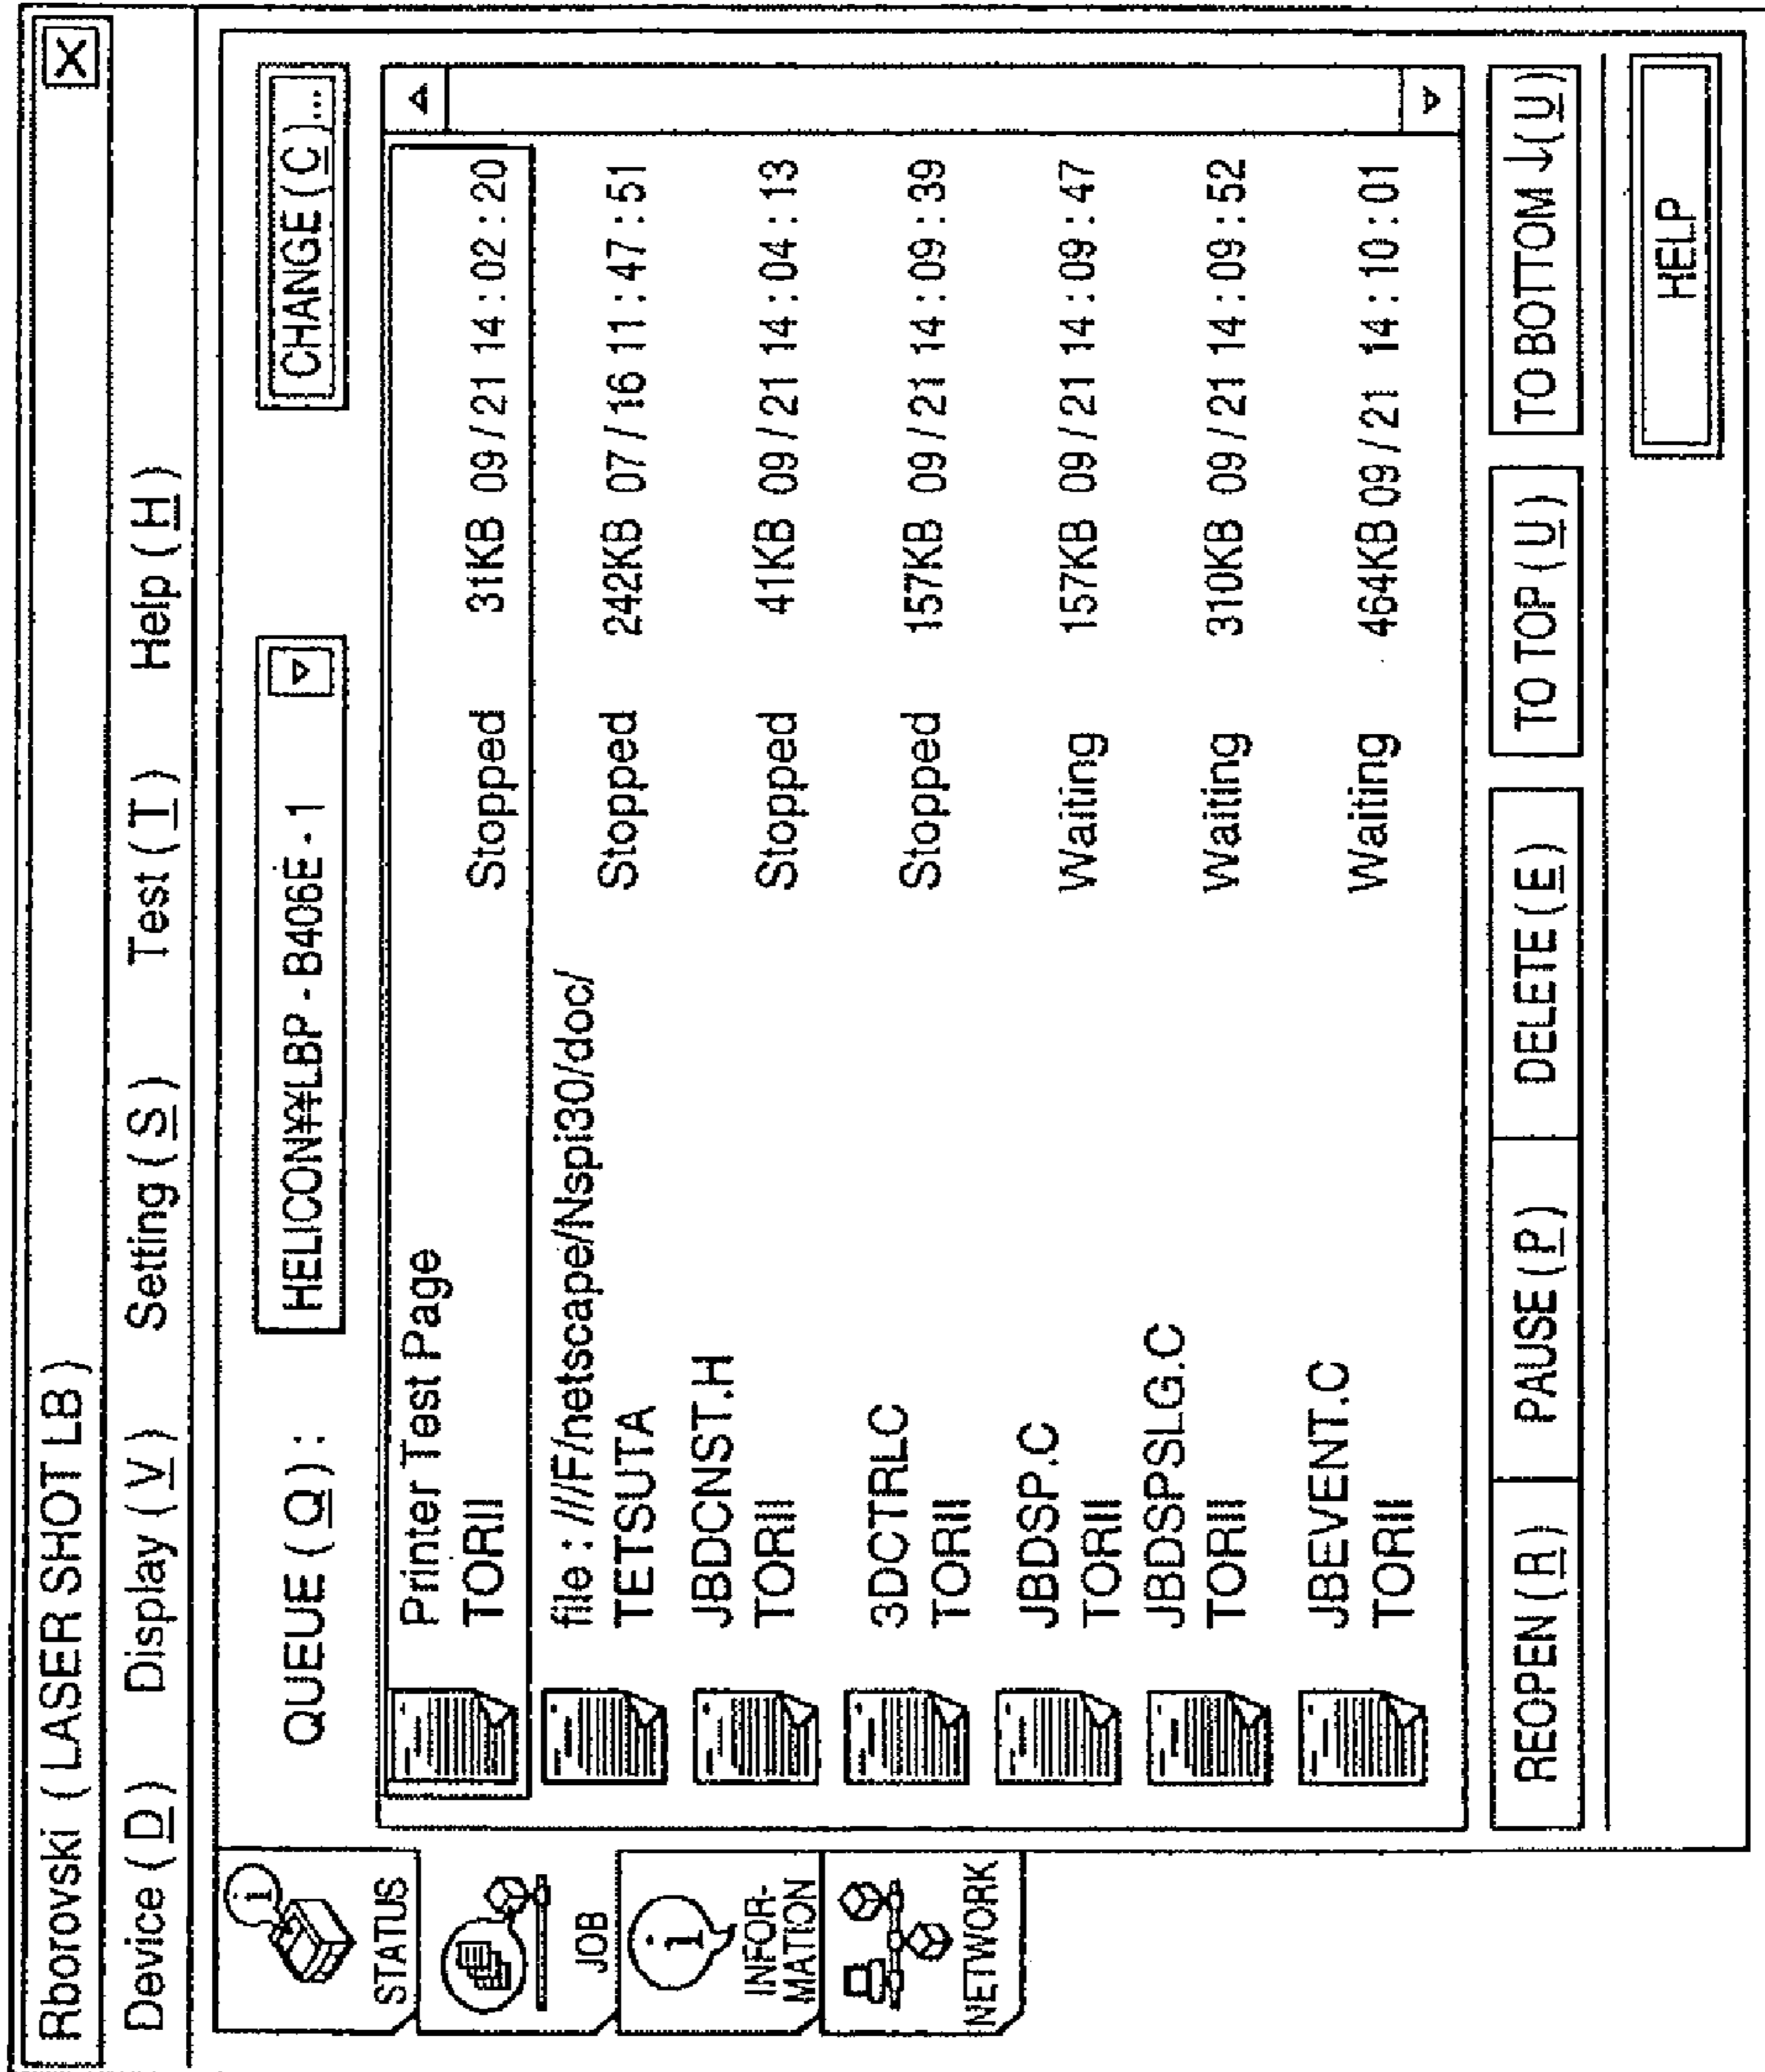 Rborovski ( LASER SHOT LB )
X
Device ( D ) Display ( V ) Setting ( S ) Test ( T ) Help ( H )
STATUS
JOB
INFOR-
MATION
NETWORK
QUEUE ( Q ) : HELICON¥¥LBP - B406E - 1 CHANGE ( C )...
Printer Test Page
TORII Stopped 31KB 09 / 21 14 : 02 : 20
file : ///F/netscape/Nspi30/doc/
TETSUTA Stopped 242KB 07 / 16 11 : 47 : 51
JBDCNST.H
TORII Stopped 41KB 09 / 21 14 : 04 : 13
3DCTRLC
TORII Stopped 157KB 09 / 21 14 : 09 : 39
JBDSP.C
TORII Waiting 157KB 09 / 21 14 : 09 : 47
JBDSPSLG.C
TORII Waiting 310KB 09 / 21 14 : 09 : 52
JBEVENT.C
TORII Waiting 464KB 09 / 21 14 : 10 : 01
REOPEN ( R ) PAUSE ( P ) DELETE ( E ) TO TOP ( U ) TO BOTTOM ↓ ( U )
HELP